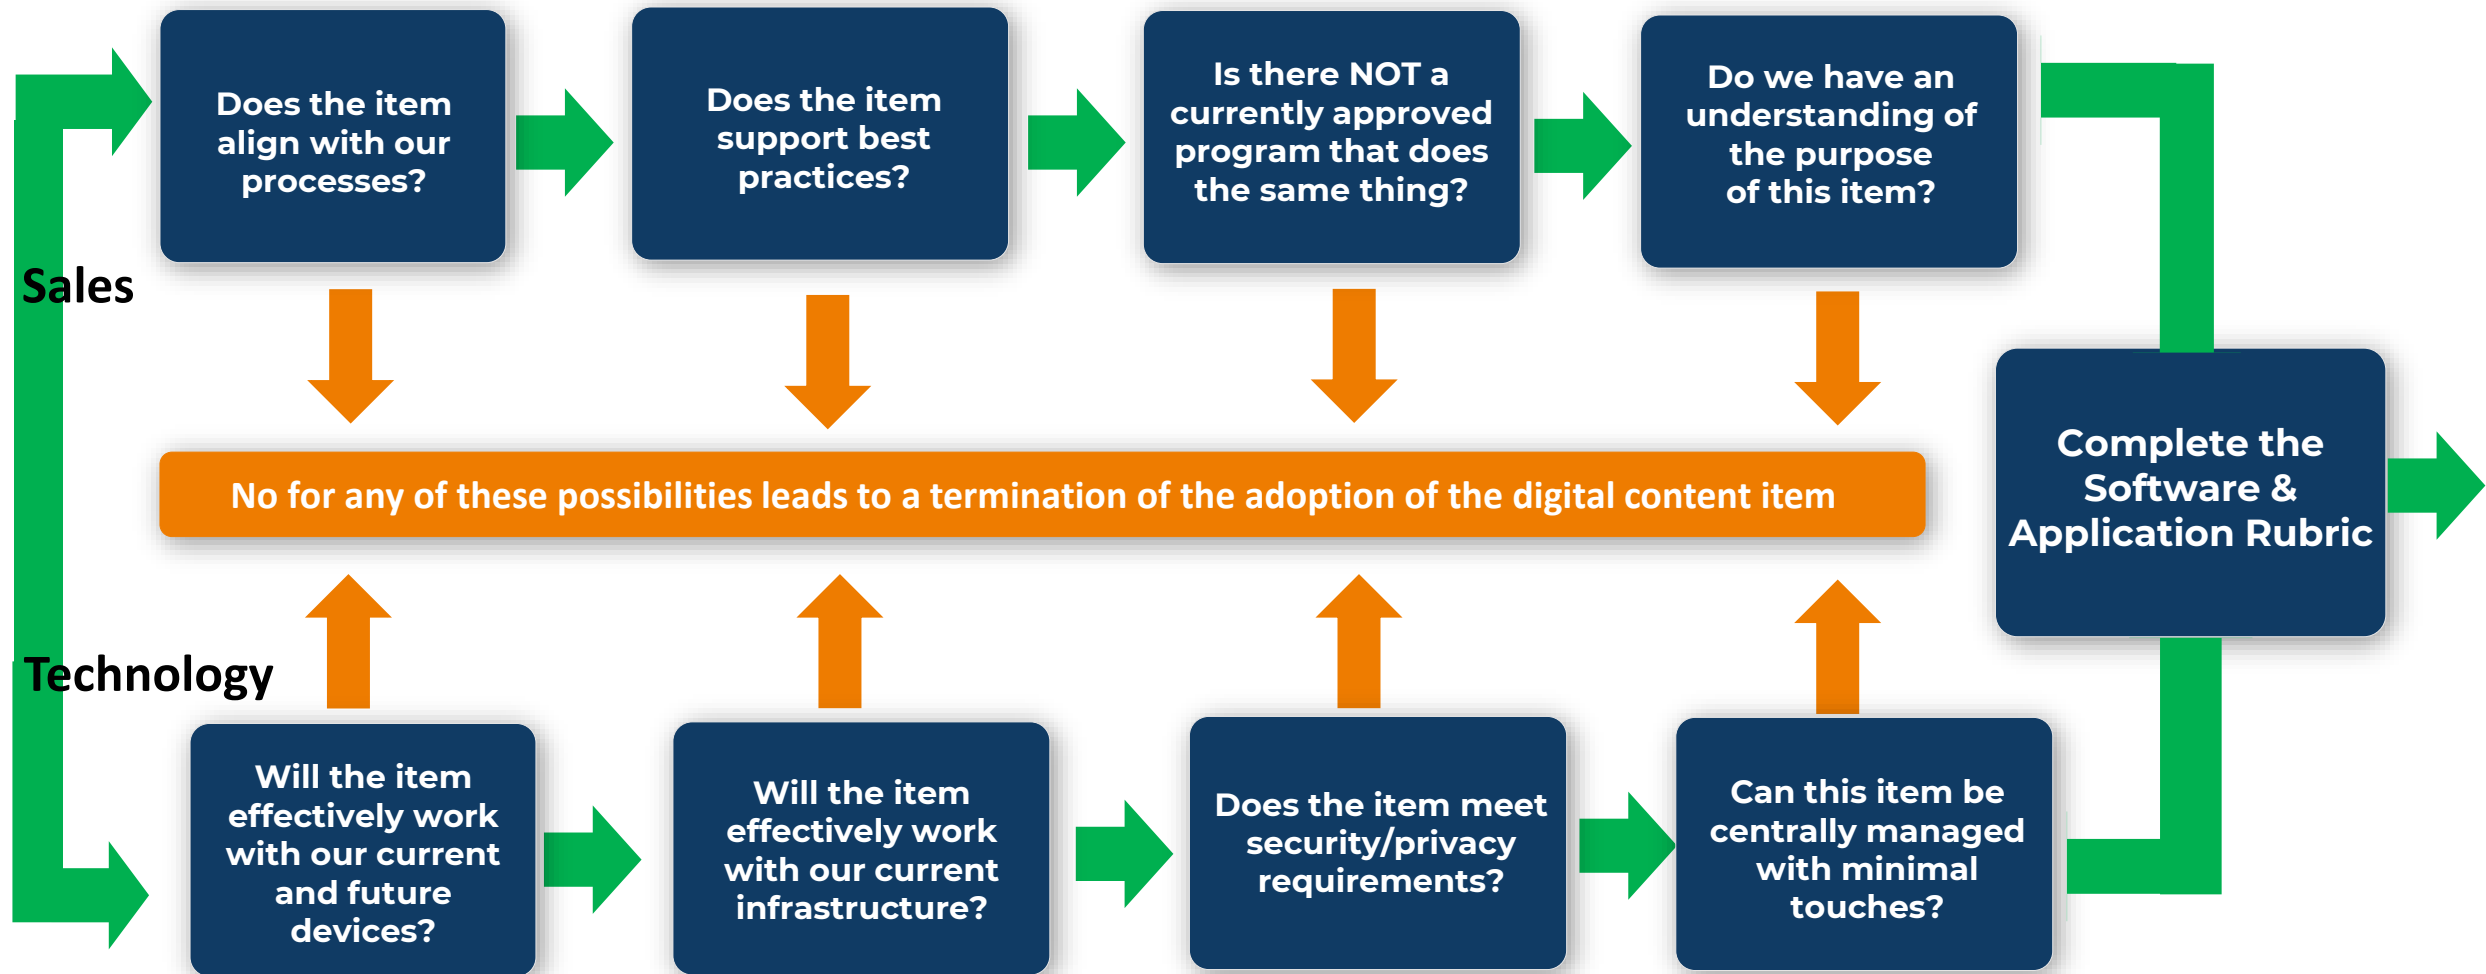 Does the item
align with our
processes?
Does the item
support best
practices?
Is there NOT a
currently approved
program that does
the same thing?
Do we have an
understanding of
the purpose
of this item?
Sales
No for any of these possibilities leads to a termination of the adoption of the digital content item
Complete the
Software &
Application Rubric
Technology
Will the item
effectively work
with our current
and future
devices?
Will the item
effectively work
with our current
infrastructure?
Does the item meet
security/privacy
requirements?
Can this item be
centrally managed
with minimal
touches?